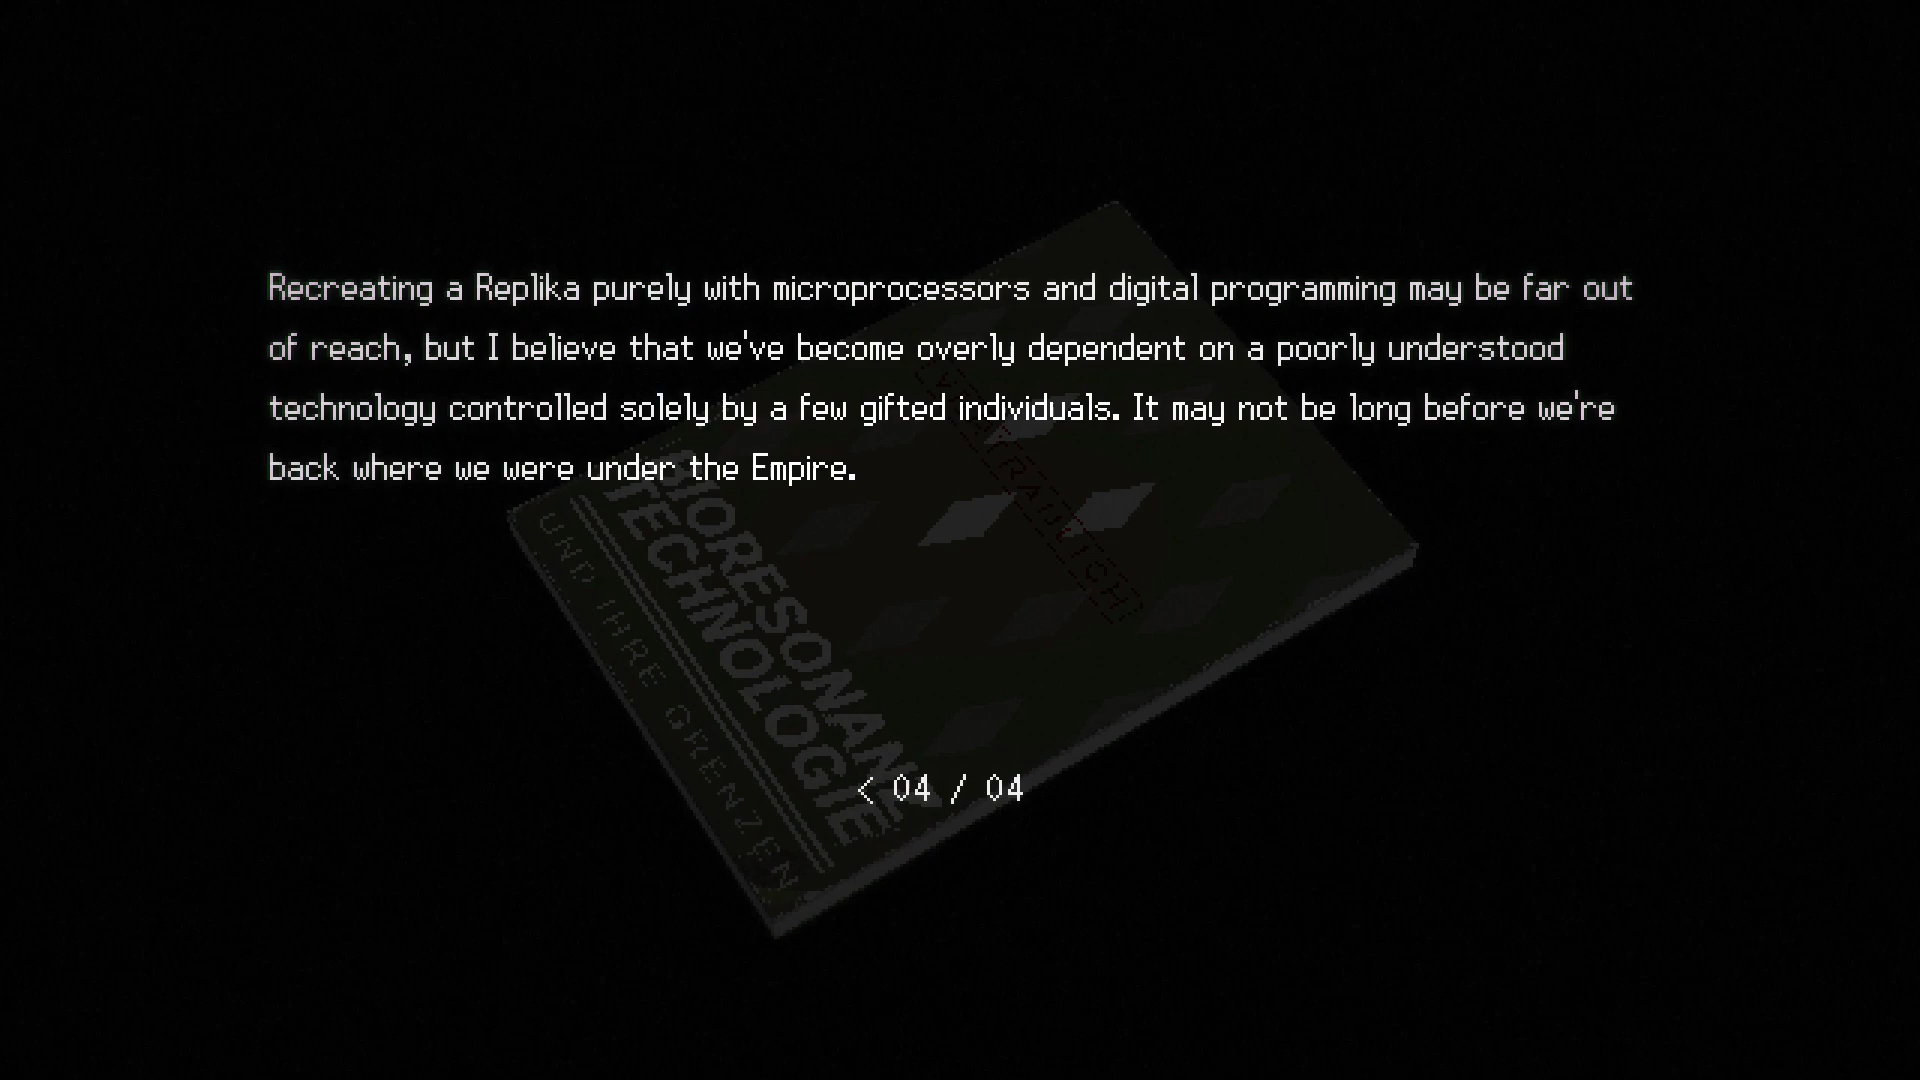 Recreating a Replika purely with microprocessors and digital programming may be far out
of reach, but I believe that we've become overly dependent on a poorly understood
technology controlled solely by a few gifted individuals. It may not be long before we're
back where we were under the Empire.
BIORESONANZ
TECHNOLOGIE
UND IHRE GRENZEN
VERTRAULICH
< 04 / 04